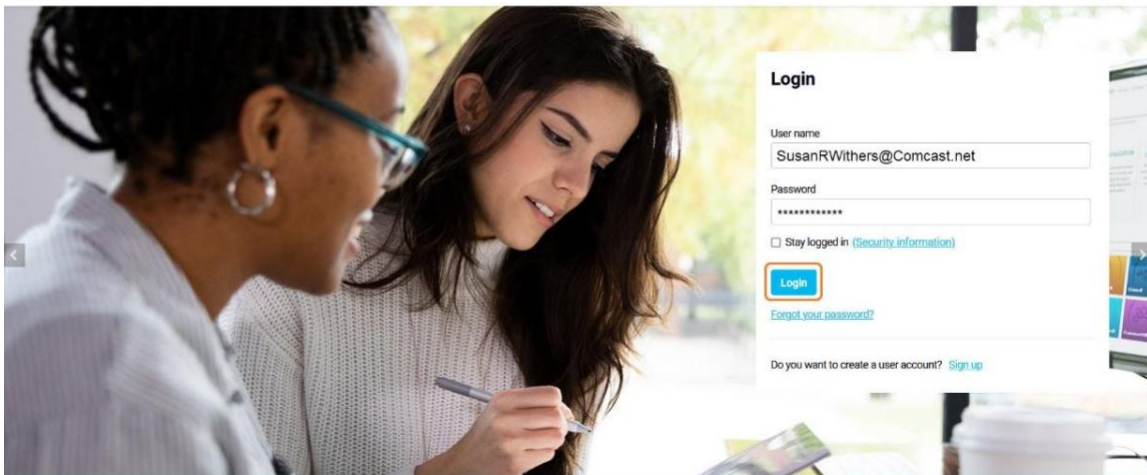 Login
User name
SusanRWithers@Comcast.net
Password
************
Stay logged in (Security information)
Login
Forgot your password?
Do you want to create a user account? Sign up